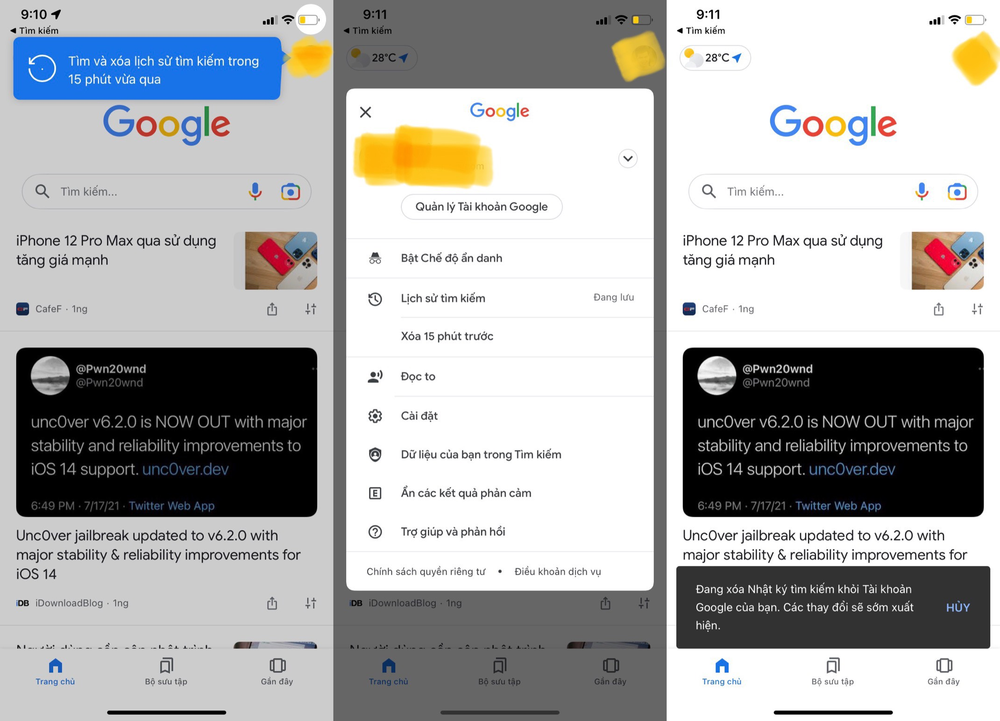 9:10
Tìm kiếm
Tìm và xóa lịch sử tìm kiếm trong
15 phút vừa qua
Google
Tìm kiếm...
iPhone 12 Pro Max qua sử dụng
tăng giá mạnh
CafeF · 1ng
@Pwn20wnd
@Pwn20wnd
unc0ver v6.2.0 is NOW OUT with major
stability and reliability improvements to
iOS 14 support. unc0ver.dev
6:49 PM · 7/17/21 · Twitter Web App
Unc0ver jailbreak updated to v6.2.0 with
major stability & reliability improvements for
iOS 14
iDB iDownloadBlog · 1ng
Trang chủ
Bộ sưu tập
Gần đây
9:11
Tìm kiếm
28°C
Google
Quản lý Tài khoản Google
Bật Chế độ ẩn danh
Lịch sử tìm kiếm
Đang lưu
Xóa 15 phút trước
Đọc to
Cài đặt
Dữ liệu của bạn trong Tìm kiếm
E Ẩn các kết quả phản cảm
Trợ giúp và phản hồi
Chính sách quyền riêng tư • Điều khoản dịch vụ
iDB iDownloadBlog · 1ng
Trang chủ
Bộ sưu tập
Gần đây
9:11
Tìm kiếm
28°C
Google
Tìm kiếm...
iPhone 12 Pro Max qua sử dụng
tăng giá mạnh
CafeF · 1ng
@Pwn20wnd
@Pwn20wnd
unc0ver v6.2.0 is NOW OUT with major
stability and reliability improvements to
iOS 14 support. unc0ver.dev
6:49 PM · 7/17/21 · Twitter Web App
Unc0ver jailbreak updated to v6.2.0 with
major stability & reliability improvements for
Đang xóa Nhật ký tìm kiếm khỏi Tài khoản
Google của bạn. Các thay đổi sẽ sớm xuất
hiện.
HỦY
Trang chủ
Bộ sưu tập
Gần đây